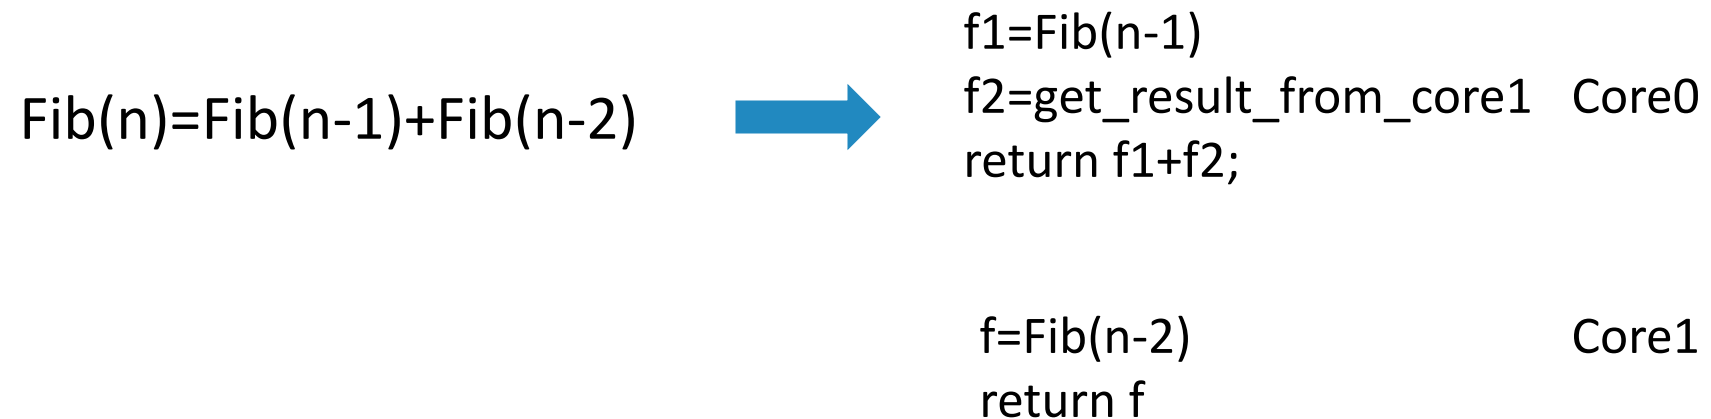 Fib(n)=Fib(n-1)+Fib(n-2)
f1=Fib(n-1)
f2=get_result_from_core1 Core0
return f1+f2;
f=Fib(n-2) Core1
return f